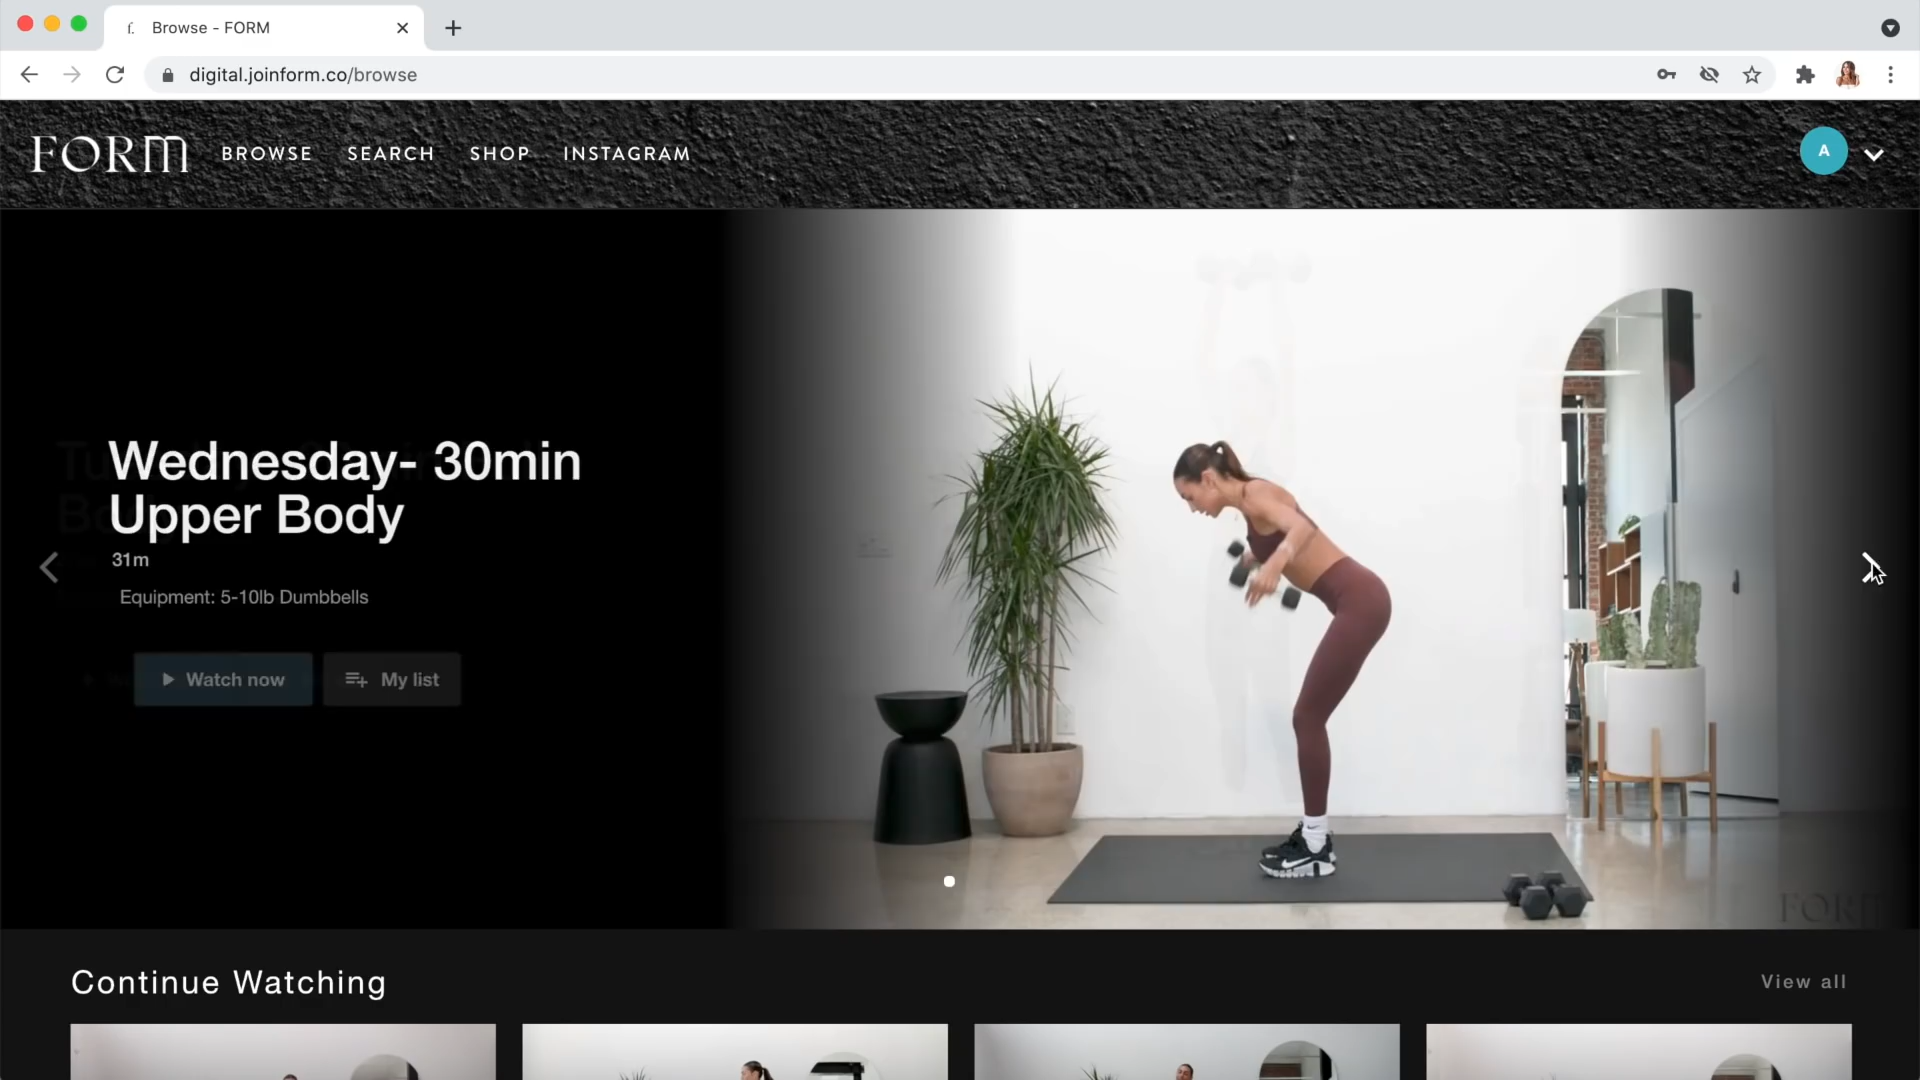 Browse - FORM
digital.joinform.co/browse
FORM BROWSE SEARCH SHOP INSTAGRAM
A
Wednesday- 30min
Upper Body
31m
Equipment: 5-10lb Dumbbells
Watch now My list
FORM
Continue Watching
View all